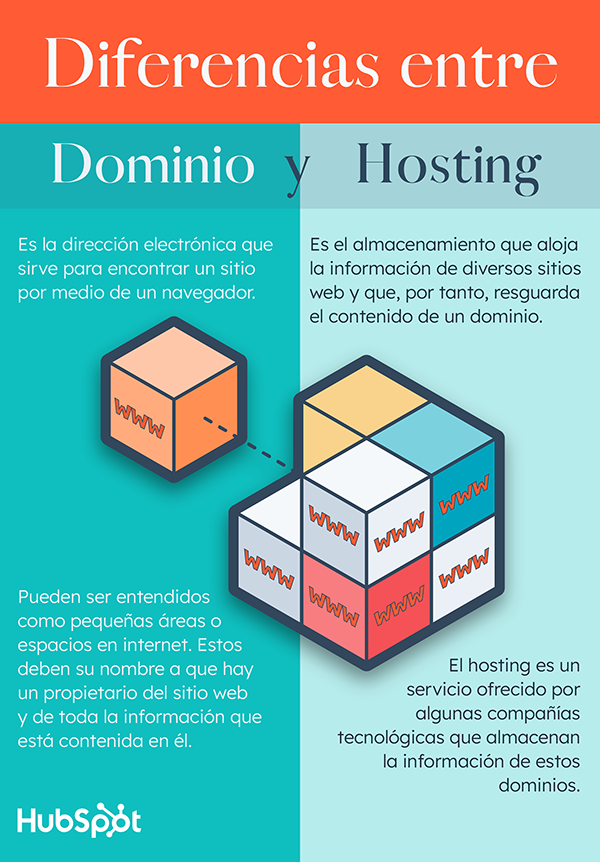 Diferencias entre
Dominio y Hosting
Es la dirección electrónica que
sirve para encontrar un sitio
por medio de un navegador.
Es el almacenamiento que aloja
la información de diversos sitios
web y que, por tanto, resguarda
el contenido de un dominio.
WWW
WWW
WWW
WWW
WWW
WWW
WWW
WWW
Pueden ser entendidos
como pequeñas áreas o
espacios en internet. Estos
deben su nombre a que hay
un propietario del sitio web
y de toda la información que
está contenida en él.
El hosting es un
servicio ofrecido por
algunas compañías
tecnológicas que almacenan
la información de estos
dominios.
HubSpot